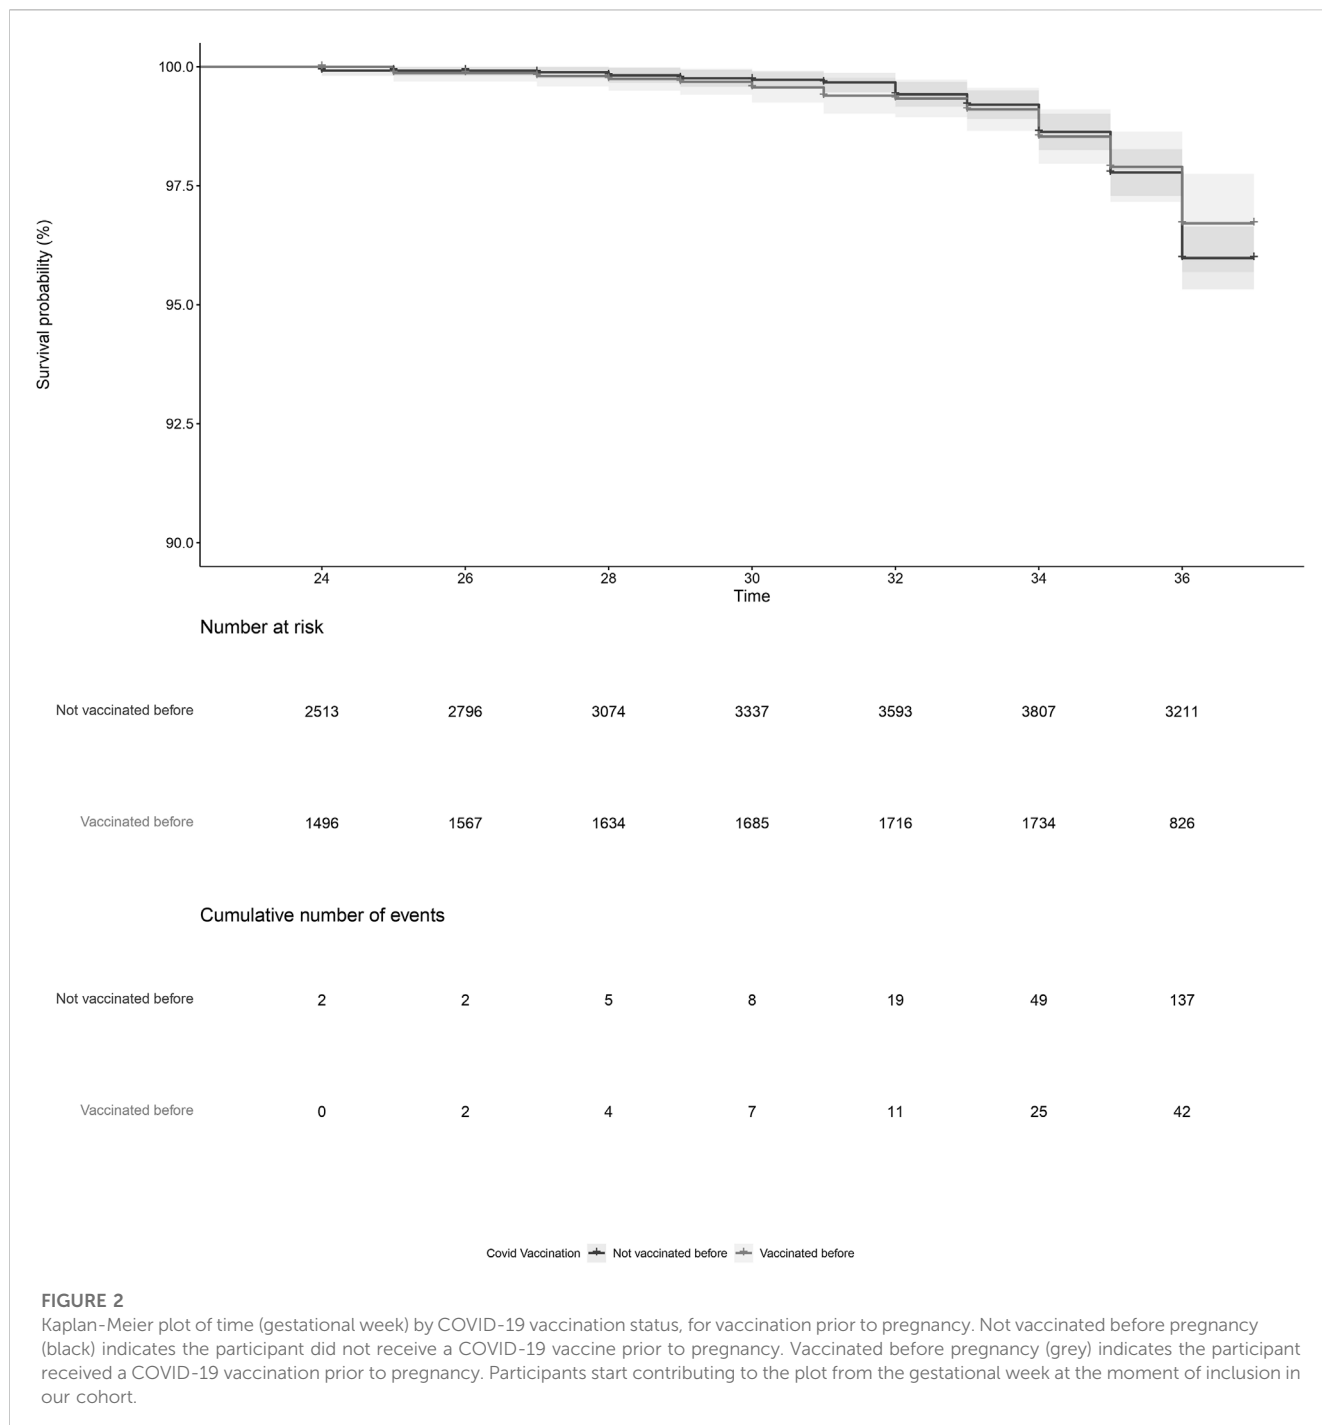 100.0
97.5
95.0
92.5
90.0
Survival probability (%)
24 26 28 30 32 34 36
Time
Number at risk
Not vaccinated before 2513 2796 3074 3337 3593 3807 3211
Vaccinated before 1496 1567 1634 1685 1716 1734 826
Cumulative number of events
Not vaccinated before 2 2 5 8 19 49 137
Vaccinated before 0 2 4 7 11 25 42
Covid Vaccination Not vaccinated before Vaccinated before
FIGURE 2
Kaplan-Meier plot of time (gestational week) by COVID-19 vaccination status, for vaccination prior to pregnancy. Not vaccinated before pregnancy
(black) indicates the participant did not receive a COVID-19 vaccine prior to pregnancy. Vaccinated before pregnancy (grey) indicates the participant
received a COVID-19 vaccination prior to pregnancy. Participants start contributing to the plot from the gestational week at the moment of inclusion in
our cohort.